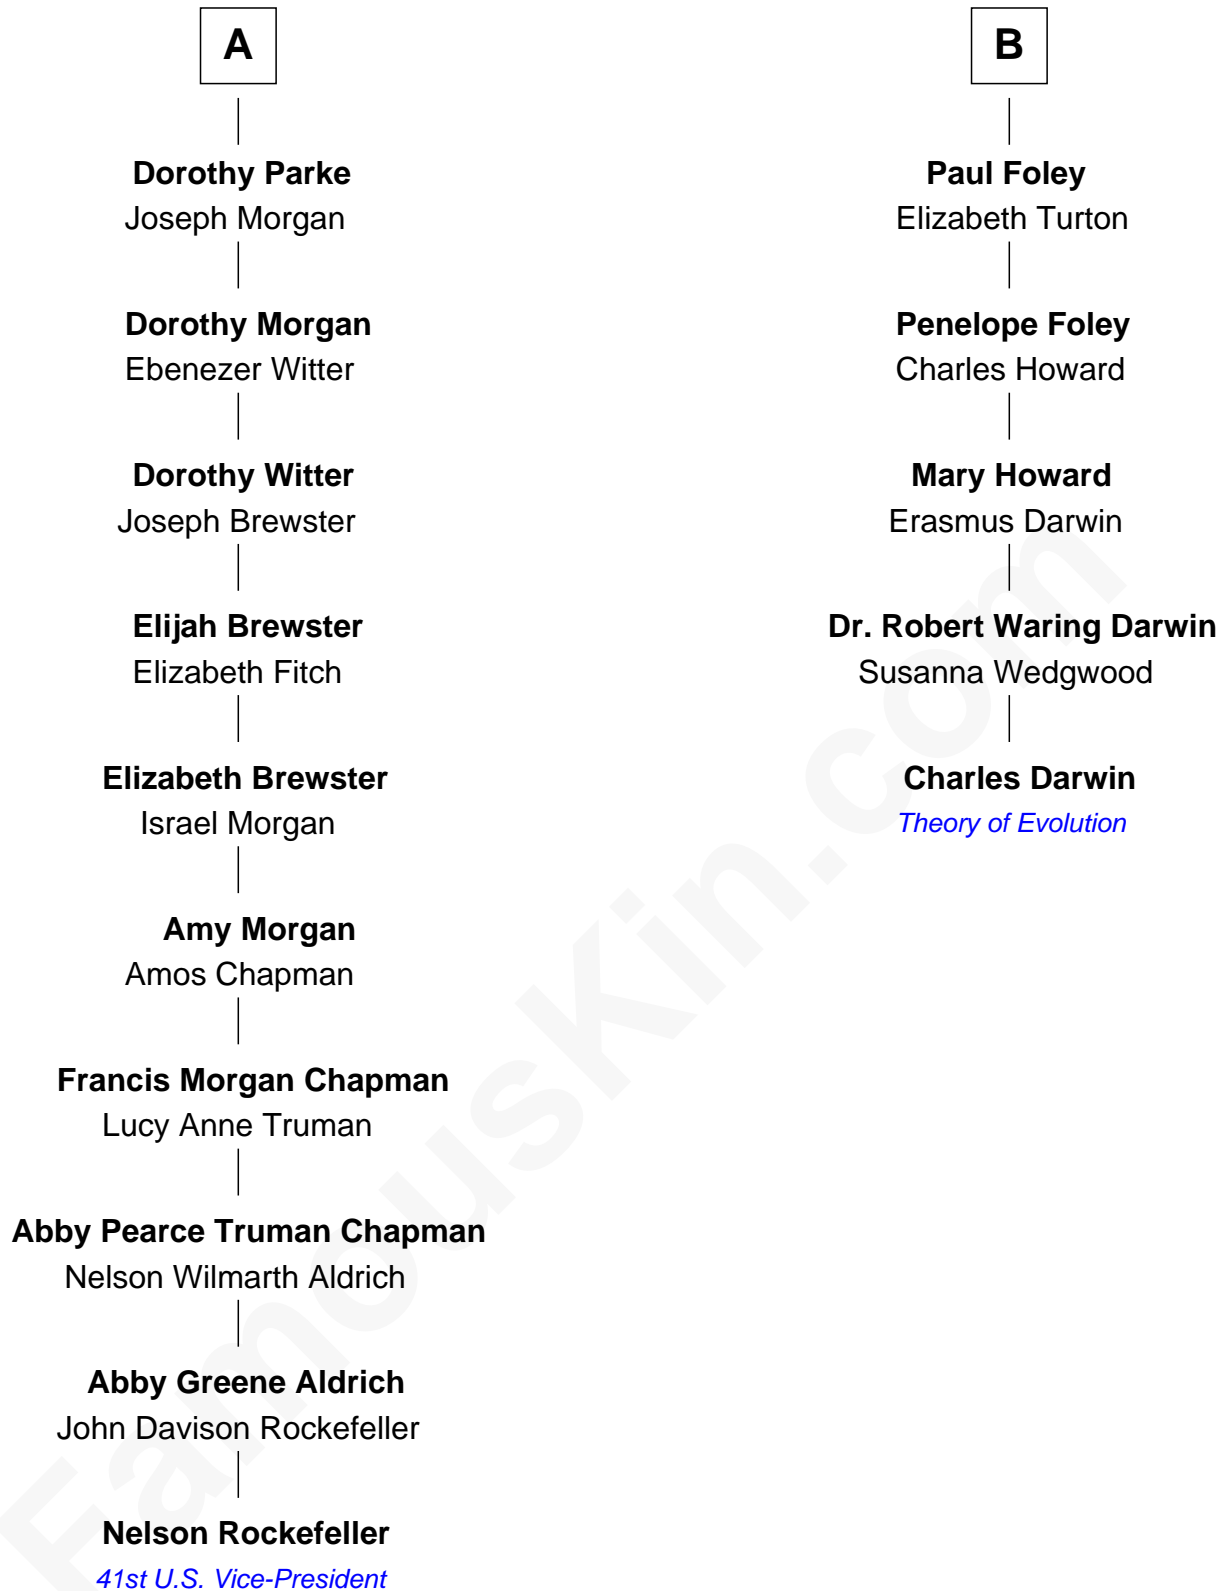 A
Dorothy Parke
Joseph Morgan
Dorothy Morgan
Ebenezer Witter
Dorothy Witter
Joseph Brewster
Elijah Brewster
Elizabeth Fitch
Elizabeth Brewster
Israel Morgan
Amy Morgan
Amos Chapman
Francis Morgan Chapman
Lucy Anne Truman
Abby Pearce Truman Chapman
Nelson Wilmarth Aldrich
Abby Greene Aldrich
John Davison Rockefeller
Nelson Rockefeller
41st U.S. Vice-President
B
Paul Foley
Elizabeth Turton
Penelope Foley
Charles Howard
Mary Howard
Erasmus Darwin
Dr. Robert Waring Darwin
Susanna Wedgwood
Charles Darwin
Theory of Evolution
FamousKin.com